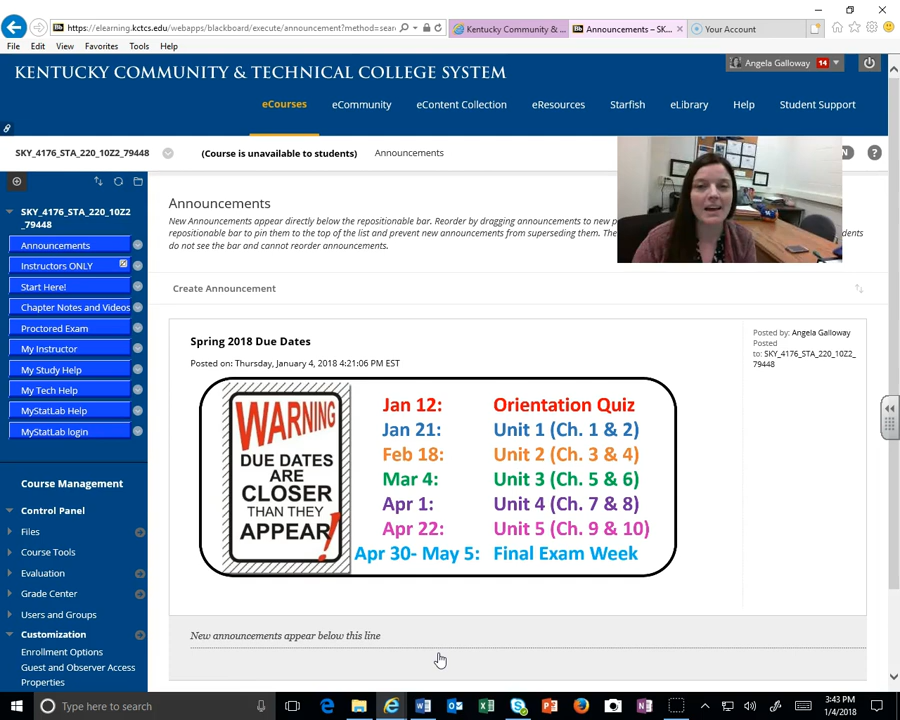 https://elearning.kctcs.edu/webapps/blackboard/execute/announcement?method=sear
Kentucky Community & ...
Announcements – SK...
Your Account
File Edit View Favorites Tools Help
KENTUCKY COMMUNITY & TECHNICAL COLLEGE SYSTEM
Angela Galloway 14
eCourses eCommunity eContent Collection eResources Starfish eLibrary Help Student Support
SKY_4176_STA_220_10Z2_79448
(Course is unavailable to students)
Announcements
N ?
SKY_4176_STA_220_10Z2
_79448
Announcements
Instructors ONLY
Start Here!
Chapter Notes and Videos
Proctored Exam
My Instructor
My Study Help
My Tech Help
MyStatLab Help
MyStatLab login
Course Management
Control Panel
Files
Course Tools
Evaluation
Grade Center
Users and Groups
Customization
Enrollment Options
Guest and Observer Access
Properties
Announcements
New Announcements appear directly below the repositionable bar. Reorder by dragging announcements to new p
repositionable bar to pin them to the top of the list and prevent new announcements from superseding them. The
udents
do not see the bar and cannot reorder announcements.
Create Announcement
Spring 2018 Due Dates
Posted on: Thursday, January 4, 2018 4:21:06 PM EST
Posted by: Angela Galloway
Posted
to: SKY_4176_STA_220_10Z2_
79448
WARNING
DUE DATES
ARE
CLOSER
THAN THEY
APPEAR!
Jan 12: Orientation Quiz
Jan 21: Unit 1 (Ch. 1 & 2)
Feb 18: Unit 2 (Ch. 3 & 4)
Mar 4: Unit 3 (Ch. 5 & 6)
Apr 1: Unit 4 (Ch. 7 & 8)
Apr 22: Unit 5 (Ch. 9 & 10)
Apr 30- May 5: Final Exam Week
New announcements appear below this line
Type here to search
3:43 PM
1/4/2018